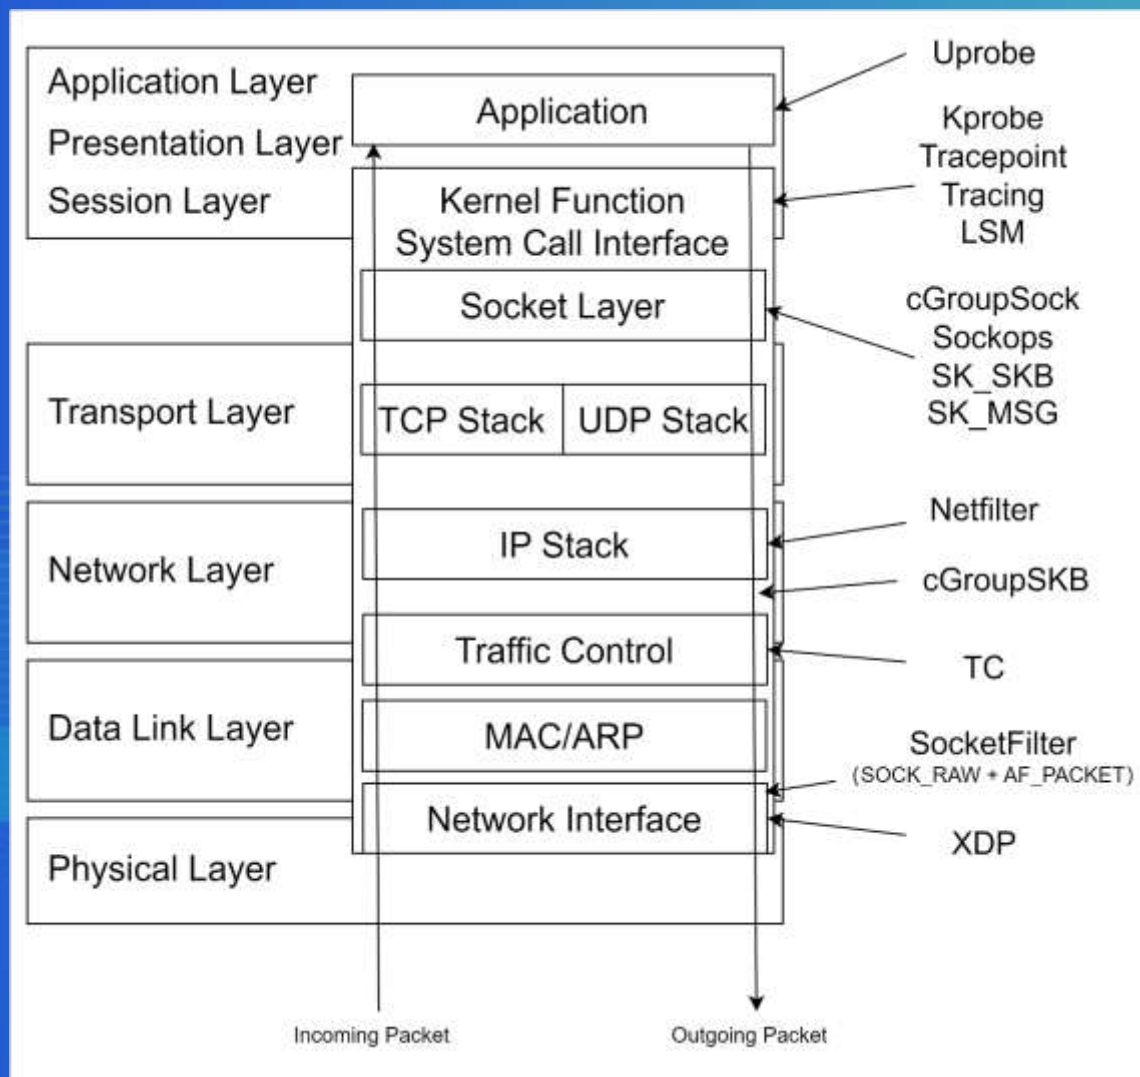 Application Layer
Presentation Layer
Session Layer
Application
Kernel Function
System Call Interface
Socket Layer
Transport Layer
TCP Stack
UDP Stack
Network Layer
IP Stack
Traffic Control
Data Link Layer
MAC/ARP
Network Interface
Physical Layer
Incoming Packet
Outgoing Packet
Uprobe
Kprobe
Tracepoint
Tracing
LSM
cGroupSock
Sockops
SK_SKB
SK_MSG
Netfilter
cGroupSKB
TC
SocketFilter
(SOCK_RAW + AF_PACKET)
XDP